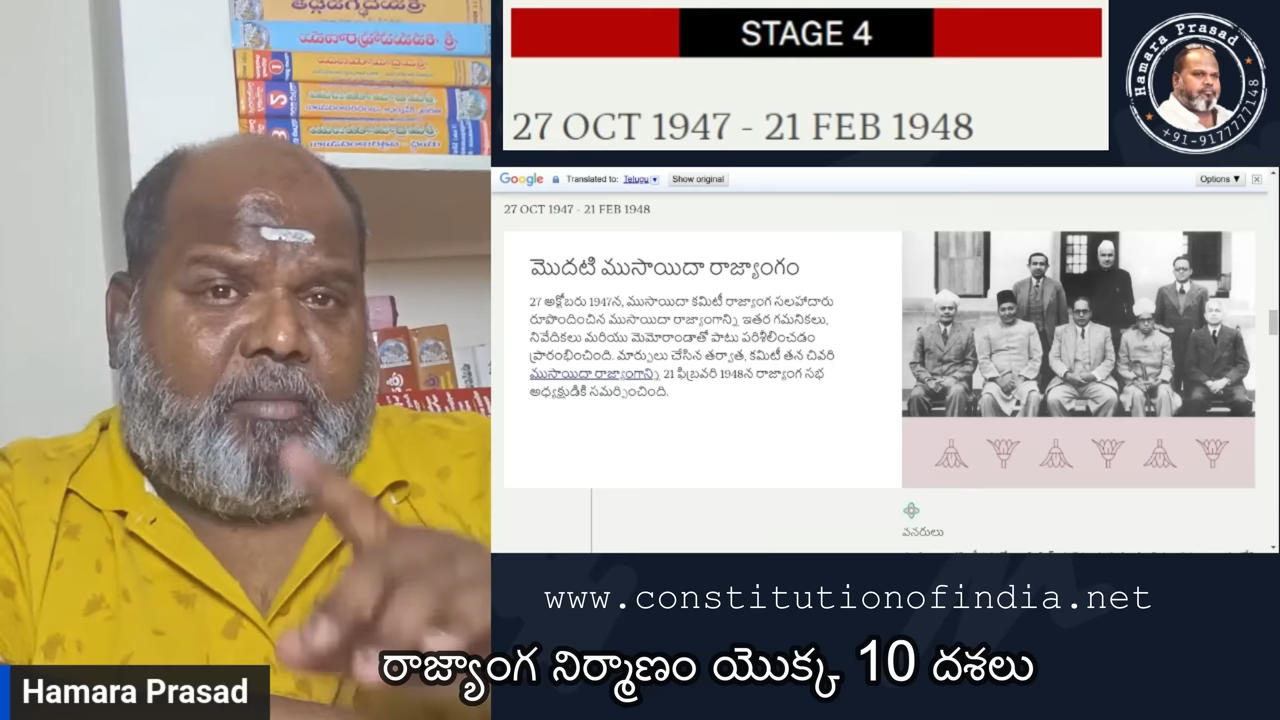 STAGE 4
27 OCT 1947 - 21 FEB 1948
Hamara Prasad
+91-9177777148
Google Translated to: Telugu Show original Options ▼
27 OCT 1947 - 21 FEB 1948
మొదటి ముసాయిదా రాజ్యాంగం
27 అక్టోబరు 1947న, ముసాయిదా కమిటీ రాజ్యాంగ సలహాదారు
రూపొందించిన ముసాయిదా రాజ్యాంగాన్ని ఇతర గమనికలు,
నివేదికలు మరియు మెమోరాండాతో పాటు పరిశీలించడం
ప్రారంభించింది. మార్పులు చేసిన తర్వాత, కమిటీ తన చివరి
ముసాయిదా రాజ్యాంగాన్ని 21 ఫిబ్రవరి 1948న రాజ్యాంగ సభ
అధ్యక్షుడికి సమర్పించింది.
వనరులు
www.constitutionofindia.net
రాజ్యాంగ నిర్మాణం యొక్క 10 దశలు
Hamara Prasad